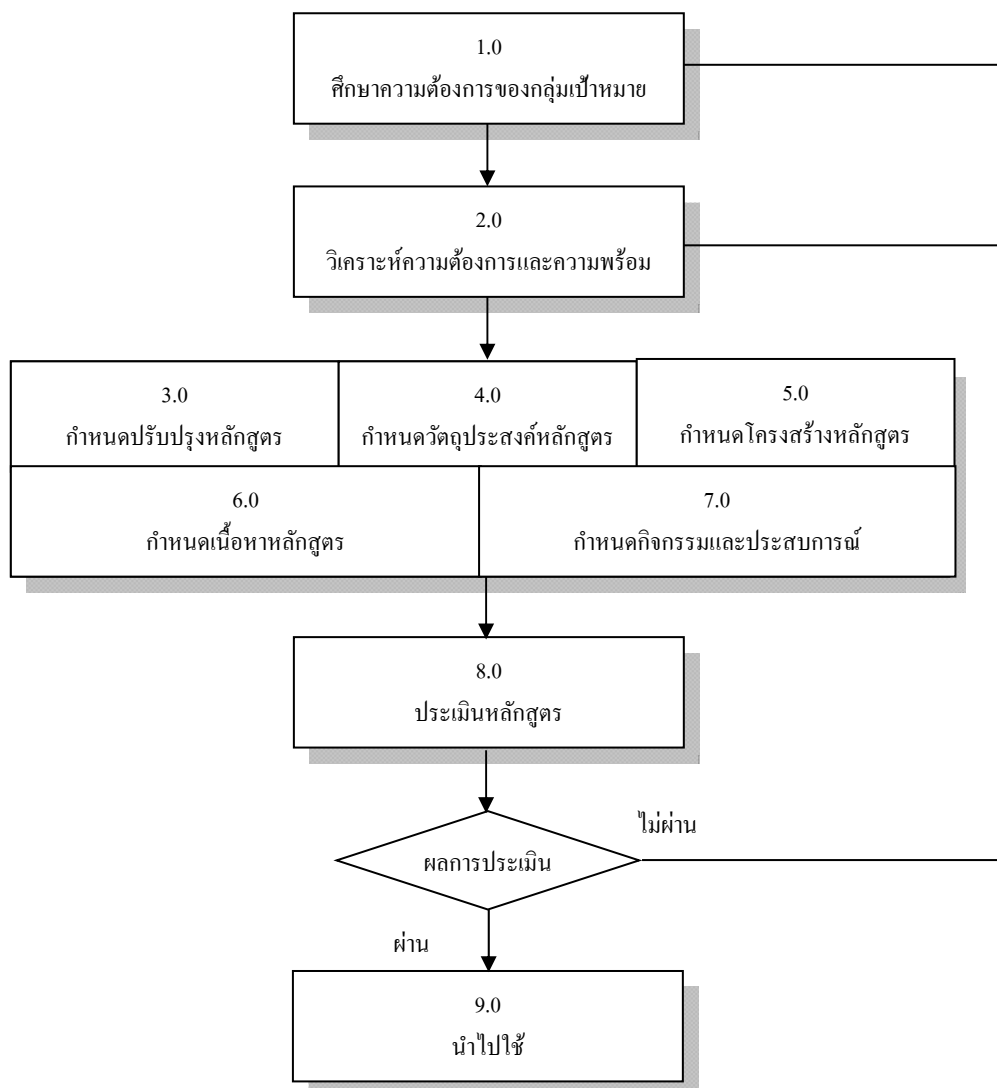 1.0
ศึกษาความต้องการของกลุ่มเป้าหมาย
2.0
วิเคราะห์ความต้องการและความพร้อม
3.0
กำหนดปรับปรุงหลักสูตร
4.0
กำหนดวัตถุประสงค์หลักสูตร
5.0
กำหนดโครงสร้างหลักสูตร
6.0
กำหนดเนื้อหาหลักสูตร
7.0
กำหนดกิจกรรมและประสบการณ์
8.0
ประเมินหลักสูตร
ไม่ผ่าน
ผลการประเมิน
ผ่าน
9.0
นำไปใช้